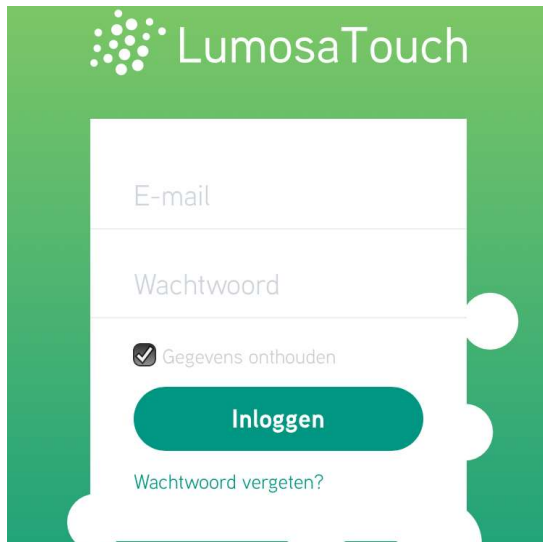 LumosaTouch
E-mail
Wachtwoord
Gegevens onthouden
Inloggen
Wachtwoord vergeten?